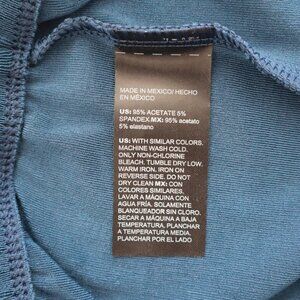 MADE IN MEXICO/ HECHO
EN MÉXICO
US: 95% ACETATE 5%
SPANDEX MX: 95% acetato
5% elastano
US: WITH SIMILAR COLORS.
MACHINE WASH COLD.
ONLY NON-CHLORINE
BLEACH. TUMBLE DRY LOW.
WARM IRON, IRON ON
REVERSE SIDE. DO NOT
DRY CLEAN MX: CON
COLORES SIMILARES.
LAVAR A MÁQUINA CON
AGUA FRÍA. SOLAMENTE
BLANQUEADOR SIN CLORO.
SECAR A MÁQUINA A BAJA
TEMPERATURA. PLANCHAR
A TEMPERATURA MEDIA.
PLANCHAR POR EL LADO